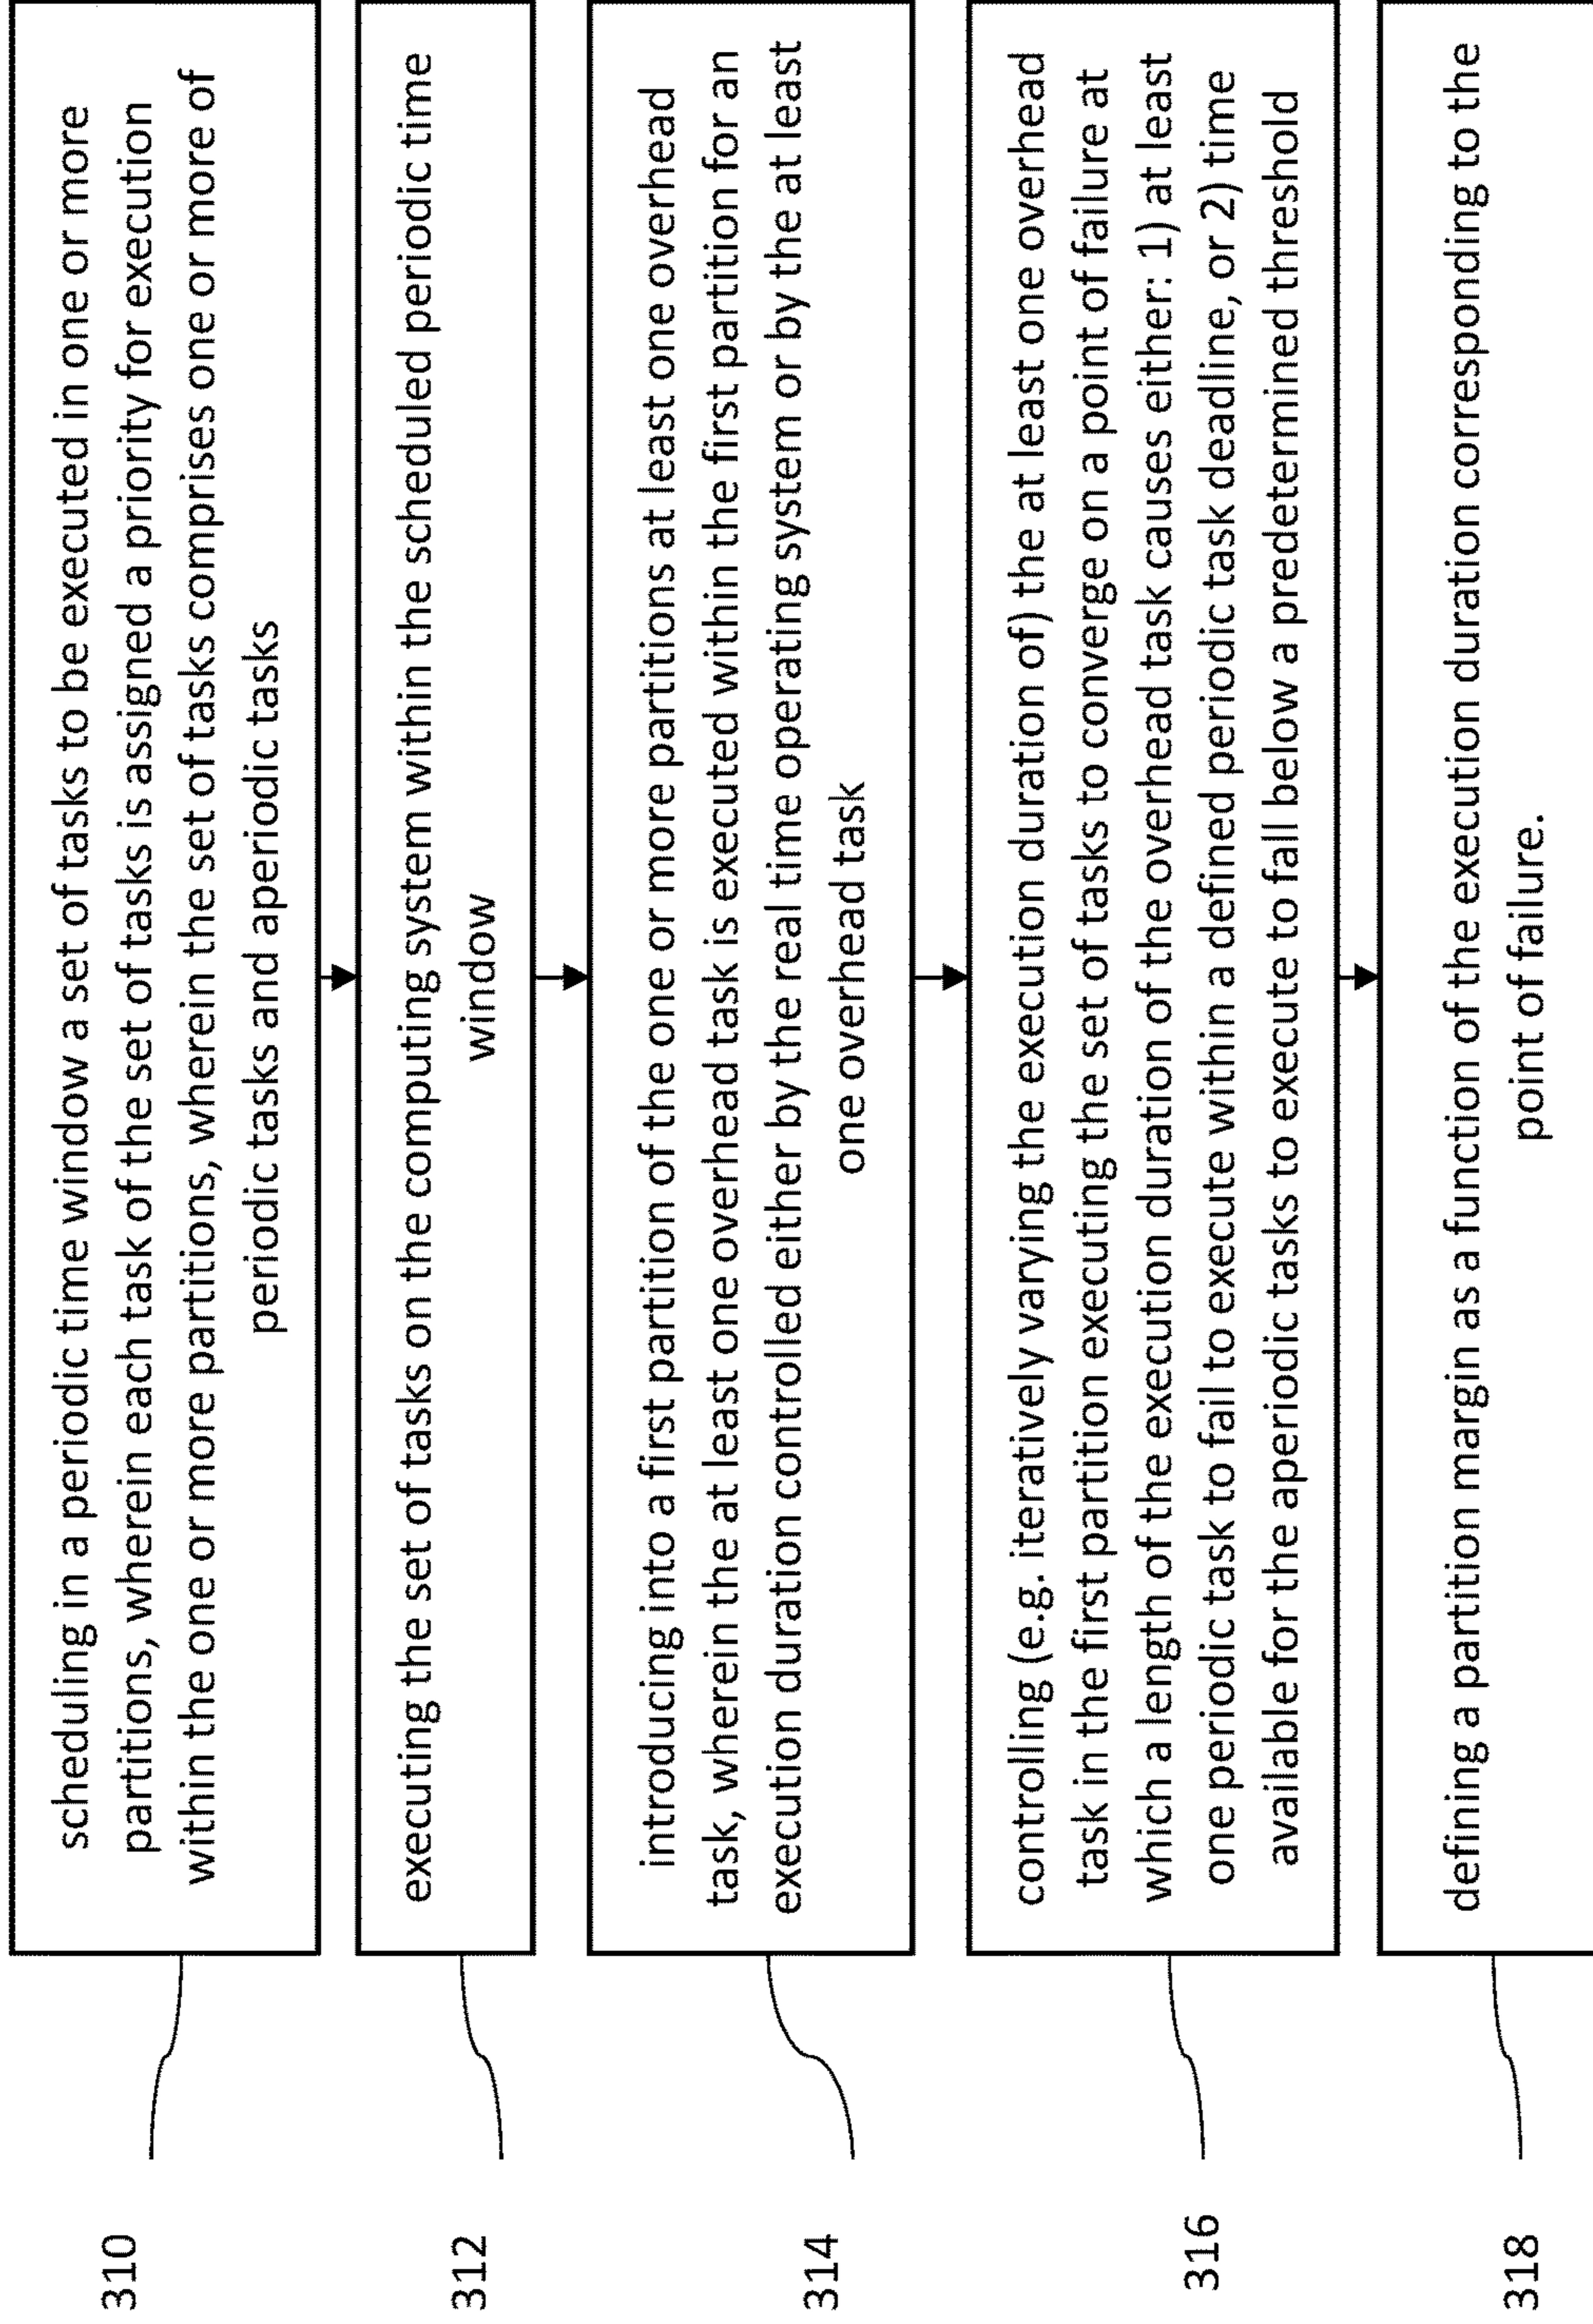 310
scheduling in a periodic time window a set of tasks to be executed in one or more
partitions, wherein each task of the set of tasks is assigned a priority for execution
within the one or more partitions, wherein the set of tasks comprises one or more of
periodic tasks and aperiodic tasks
312
executing the set of tasks on the computing system within the scheduled periodic time
window
314
introducing into a first partition of the one or more partitions at least one overhead
task, wherein the at least one overhead task is executed within the first partition for an
execution duration controlled either by the real time operating system or by the at least
one overhead task
316
controlling (e.g. iteratively varying the execution duration of) the at least one overhead
task in the first partition executing the set of tasks to converge on a point of failure at
which a length of the execution duration of the overhead task causes either: 1) at least
one periodic task to fail to execute within a defined periodic task deadline, or 2) time
available for the aperiodic tasks to execute to fall below a predetermined threshold
318
defining a partition margin as a function of the execution duration corresponding to the
point of failure.